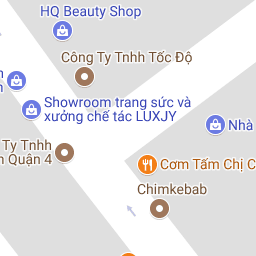 HQ Beauty Shop
Công Ty Tnhh Tốc Độ
Showroom trang sức và
xưởng chế tác LUXJY
Nhà
Ty Tnhh
Quận 4
Cơm Tấm Chị
Chimkebab